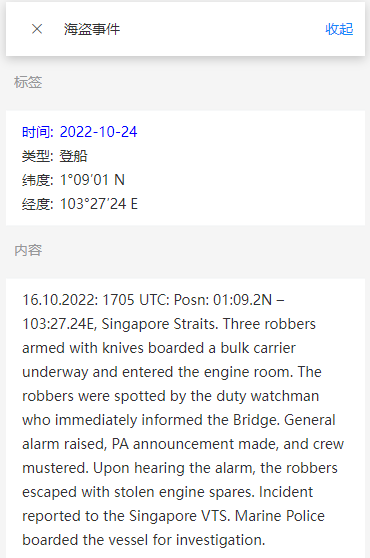 × 海盗事件 收起
标签
时间: 2022-10-24
类型: 登船
纬度: 1°09′01 N
经度: 103°27′24 E
内容
16.10.2022: 1705 UTC: Posn: 01:09.2N –
103:27.24E, Singapore Straits. Three robbers
armed with knives boarded a bulk carrier
underway and entered the engine room. The
robbers were spotted by the duty watchman
who immediately informed the Bridge. General
alarm raised, PA announcement made, and crew
mustered. Upon hearing the alarm, the robbers
escaped with stolen engine spares. Incident
reported to the Singapore VTS. Marine Police
boarded the vessel for investigation.